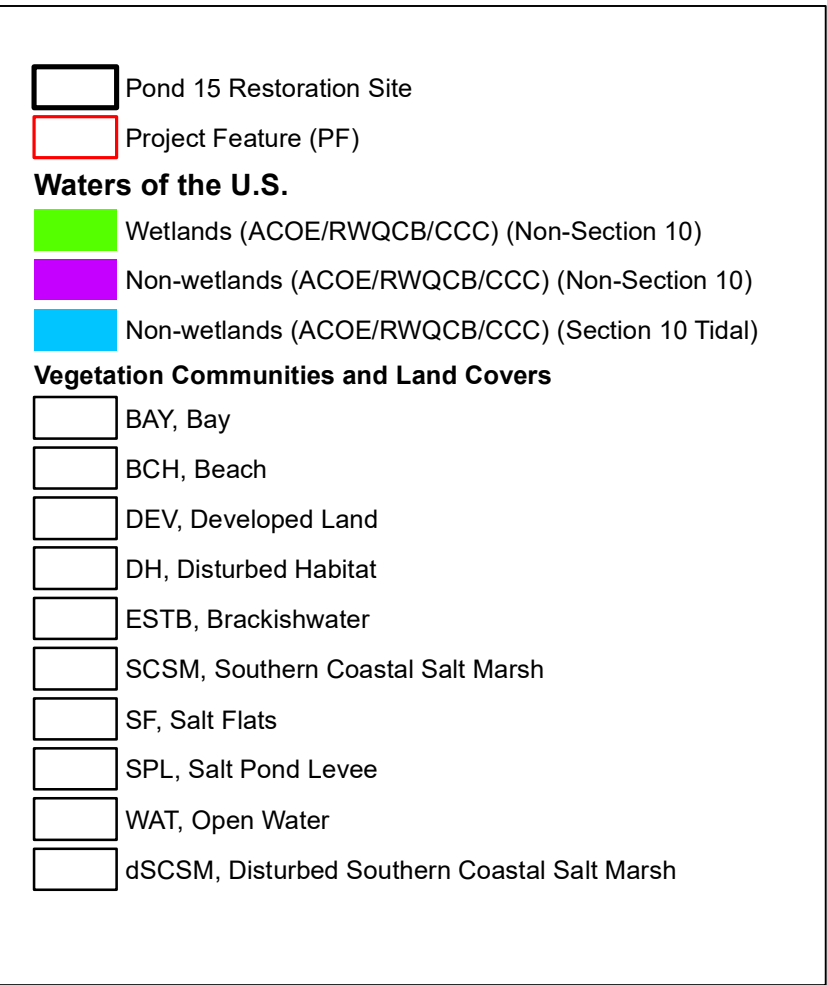 Pond 15 Restoration Site
Project Feature (PF)
Waters of the U.S.
Wetlands (ACOE/RWQCB/CCC) (Non-Section 10)
Non-wetlands (ACOE/RWQCB/CCC) (Non-Section 10)
Non-wetlands (ACOE/RWQCB/CCC) (Section 10 Tidal)
Vegetation Communities and Land Covers
BAY, Bay
BCH, Beach
DEV, Developed Land
DH, Disturbed Habitat
ESTB, Brackishwater
SCSM, Southern Coastal Salt Marsh
SF, Salt Flats
SPL, Salt Pond Levee
WAT, Open Water
dSCSM, Disturbed Southern Coastal Salt Marsh